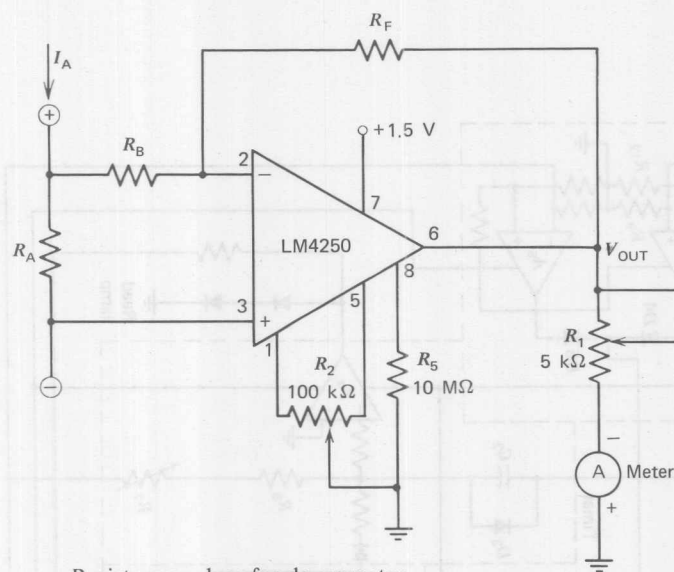 R_F
I_A
+
+1.5 V
R_B
2
−
7
6
LM4250
V_OUT
R_A
8
3
+
5
1
R_2
100 kΩ
R_5
10 MΩ
R_1
5 kΩ
−
A
Meter
+
−